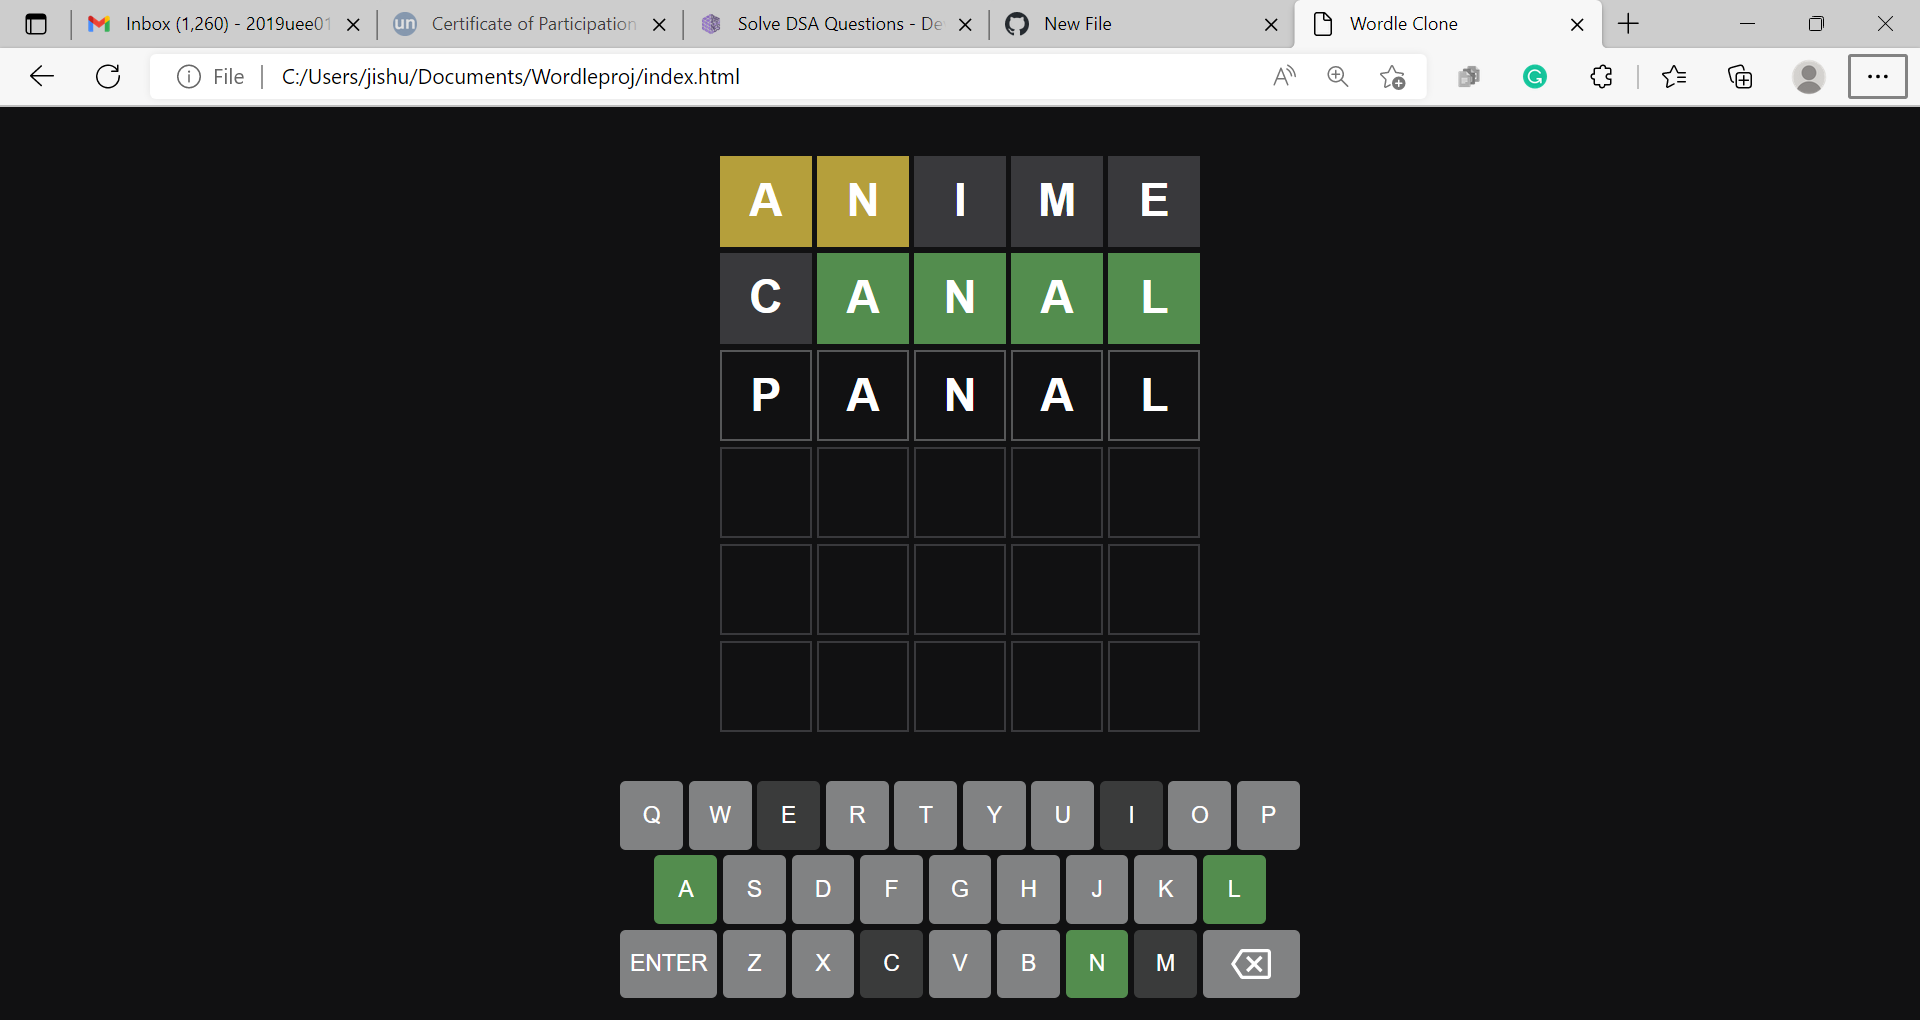 Inbox (1,260) - 2019uee01
un Certificate of Participation
Solve DSA Questions - De
New File
Wordle Clone
File C:/Users/jishu/Documents/Wordleproj/index.html
A N I M E
C A N A L
P A N A L
Q W E R T Y U I O P
A S D F G H J K L
ENTER Z X C V B N M